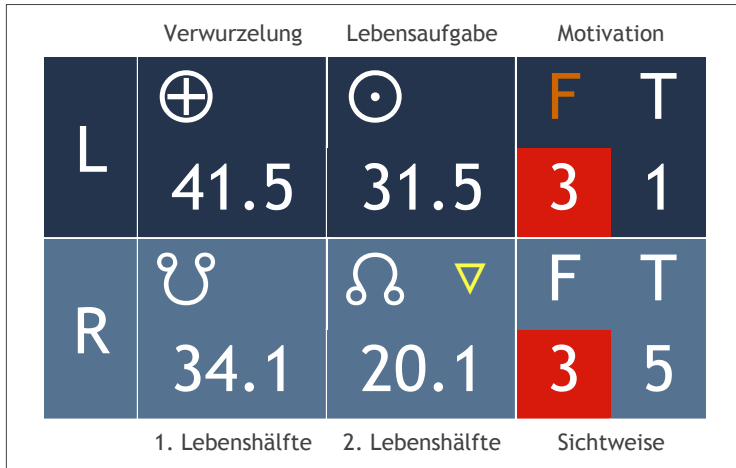 Verwurzelung Lebensaufgabe Motivation
L F T
41.5 31.5 3 1
R F T
34.1 20.1 3 5
1. Lebenshälfte 2. Lebenshälfte Sichtweise